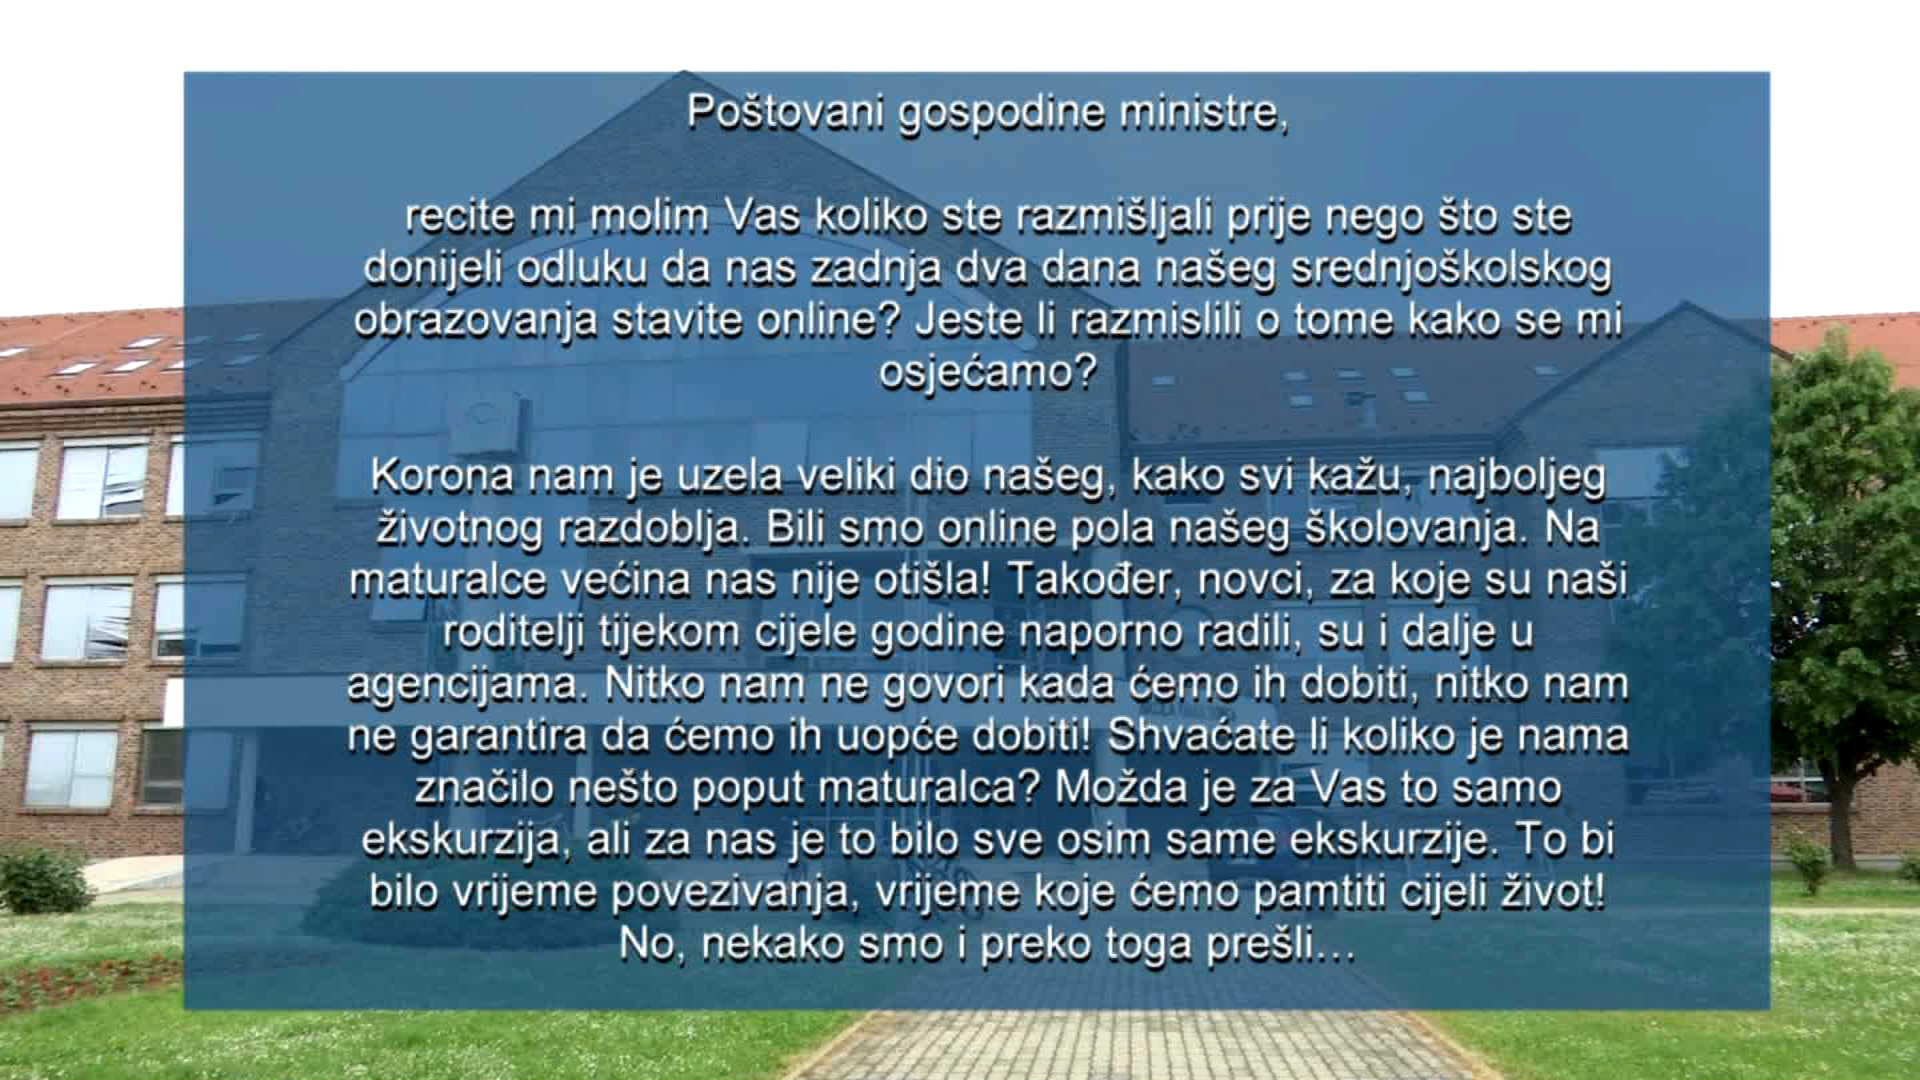 Poštovani gospodine ministre,
recite mi molim Vas koliko ste razmišljali prije nego što ste
donijeli odluku da nas zadnja dva dana našeg srednjoškolskog
obrazovanja stavite online? Jeste li razmislili o tome kako se mi
osjećamo?
Korona nam je uzela veliki dio našeg, kako svi kažu, najboljeg
životnog razdoblja. Bili smo online pola našeg školovanja. Na
maturalce većina nas nije otišla! Također, novci, za koje su naši
roditelji tijekom cijele godine naporno radili, su i dalje u
agencijama. Nitko nam ne govori kada ćemo ih dobiti, nitko nam
ne garantira da ćemo ih uopće dobiti! Shvaćate li koliko je nama
značilo nešto poput maturalca? Možda je za Vas to samo
ekskurzija, ali za nas je to bilo sve osim same ekskurzije. To bi
bilo vrijeme povezivanja, vrijeme koje ćemo pamtiti cijeli život!
No, nekako smo i preko toga prešli...